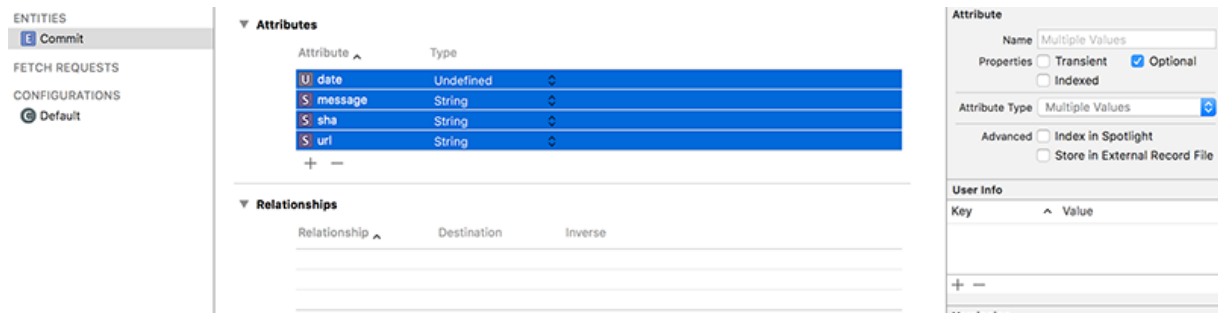 ENTITIES
E Commit
FETCH REQUESTS
CONFIGURATIONS
C Default
Attributes
Attribute Type
U date Undefined
S message String
S sha String
S url String
+ −
Relationships
Relationship Destination Inverse
Attribute
Name Multiple Values
Properties Transient Optional
Indexed
Attribute Type Multiple Values
Advanced Index in Spotlight
Store in External Record File
User Info
Key Value
+ −